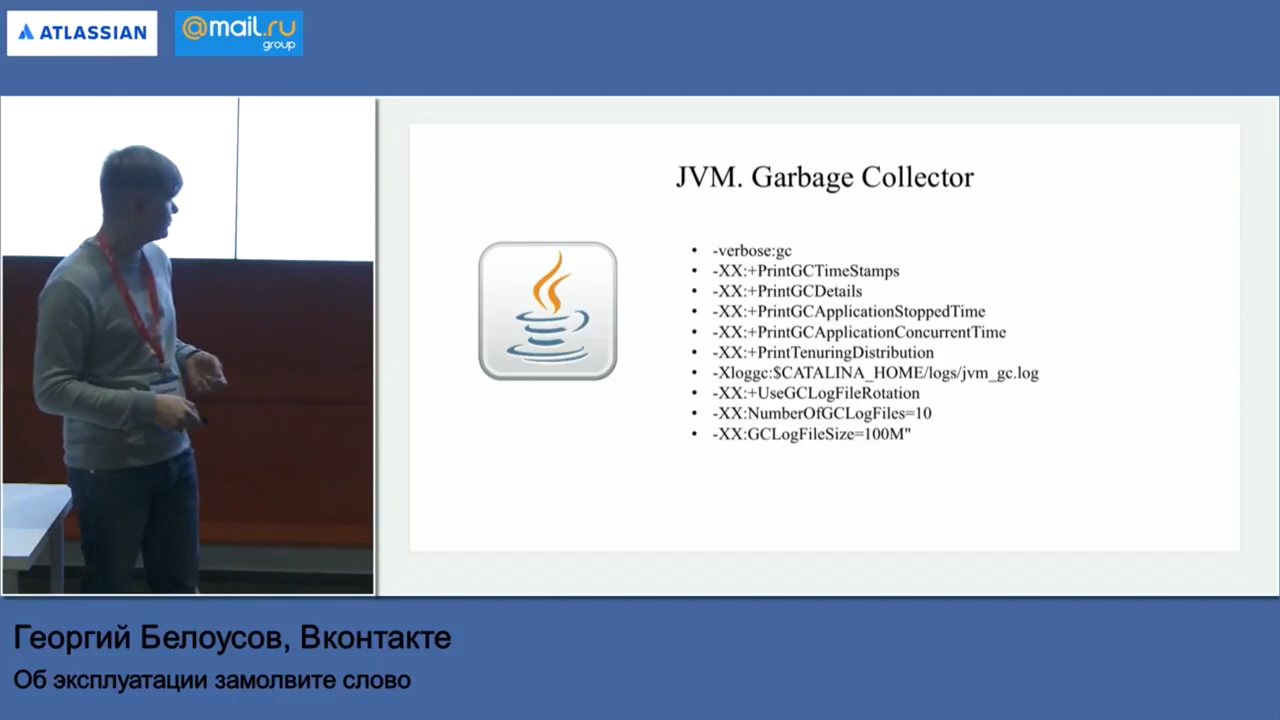 ATLASSIAN
@mail.ru
group
JVM. Garbage Collector
• -verbose:gc
• -XX:+PrintGCTimeStamps
• -XX:+PrintGCDetails
• -XX:+PrintGCApplicationStoppedTime
• -XX:+PrintGCApplicationConcurrentTime
• -XX:+PrintTenuringDistribution
• -Xloggc:$CATALINA_HOME/logs/jvm_gc.log
• -XX:+UseGCLogFileRotation
• -XX:NumberOfGCLogFiles=10
• -XX:GCLogFileSize=100M"
Георгий Белоусов, Вконтакте
Об эксплуатации замолвите слово